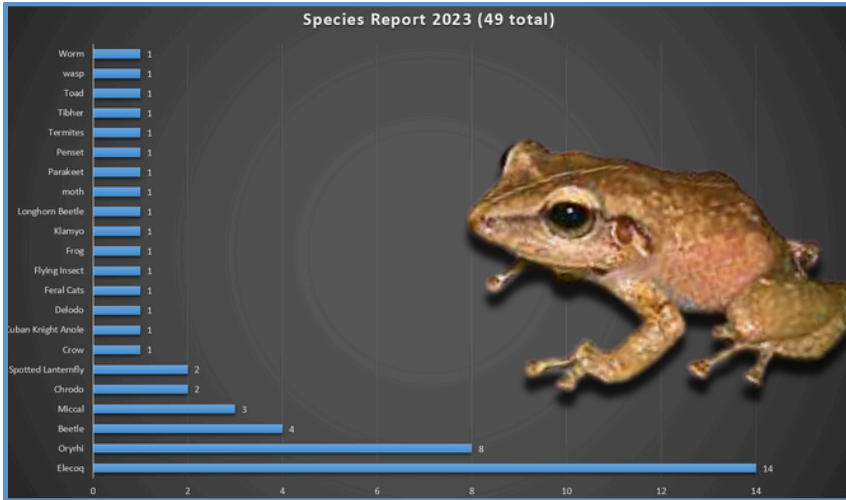 Species Report 2023 (49 total)
Worm 1
wasp 1
Toad 1
Tibher 1
Termites 1
Penset 1
Parakeet 1
moth 1
Longhorn Beetle 1
Klamyo 1
Frog 1
Flying Insect 1
Feral Cats 1
Delodo 1
Cuban Knight Anole 1
Crow 1
Spotted Lanternfly 2
Chrodo 2
Miccal 3
Beetle 4
Oryrhi 8
Elecoq 14
0 2 4 6 8 10 12 14